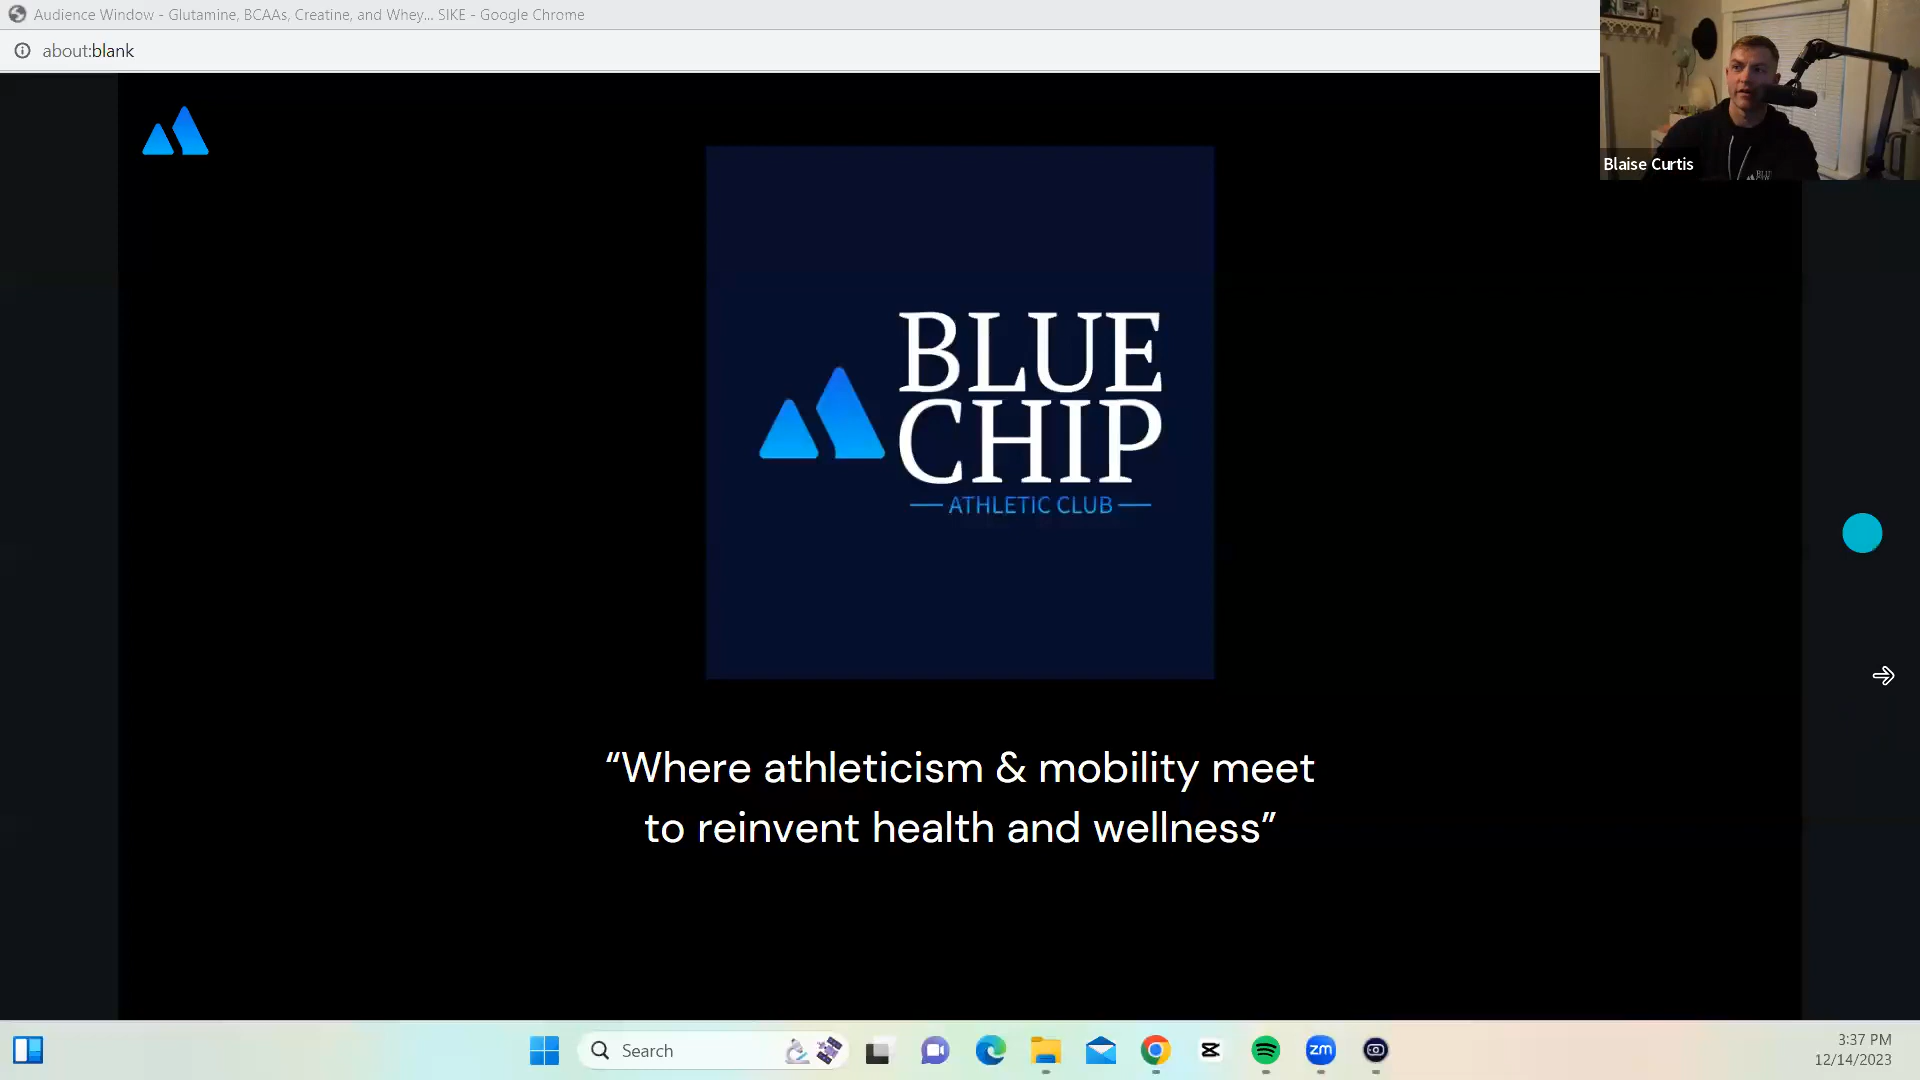 Audience Window - Glutamine, BCAAs, Creatine, and Whey... SIKE - Google Chrome
about:blank
Blaise Curtis
BLUE
CHIP
ATHLETIC CLUB
“Where athleticism & mobility meet
to reinvent health and wellness”
Search
zm
3:37 PM
12/14/2023